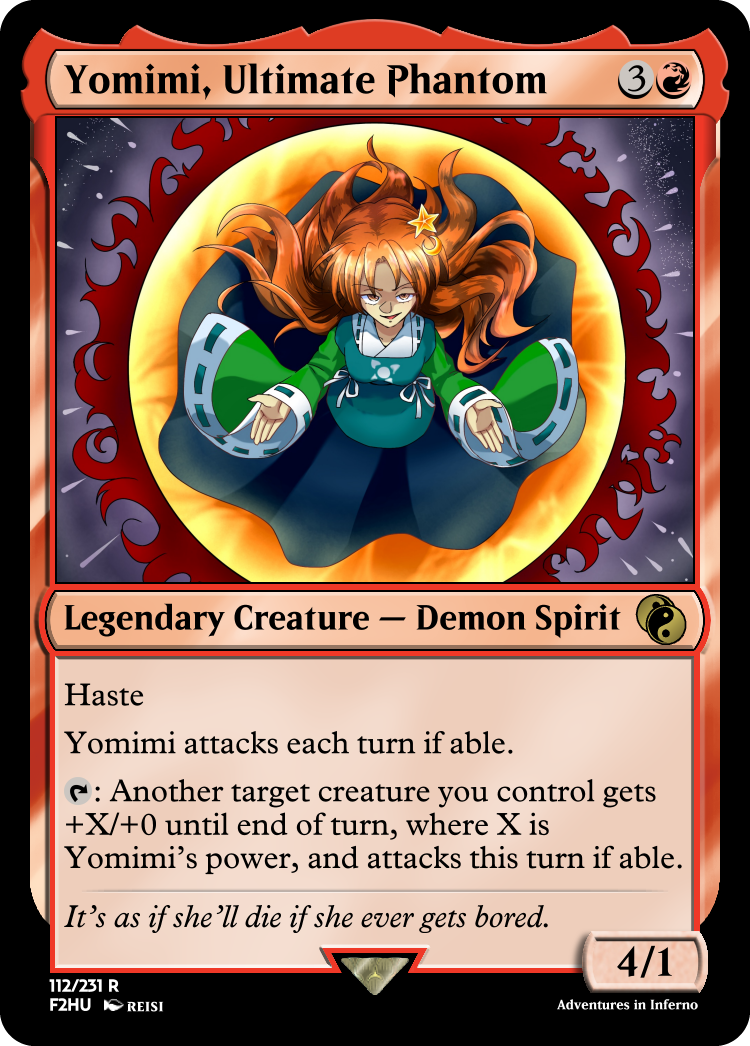 Yomimi, Ultimate Phantom 3
Legendary Creature — Demon Spirit
Haste
Yomimi attacks each turn if able.
: Another target creature you control gets
+X/+0 until end of turn, where X is
Yomimi's power, and attacks this turn if able.
It's as if she'll die if she ever gets bored.
4/1
112/231 R
F2HU REISI
Adventures in Inferno